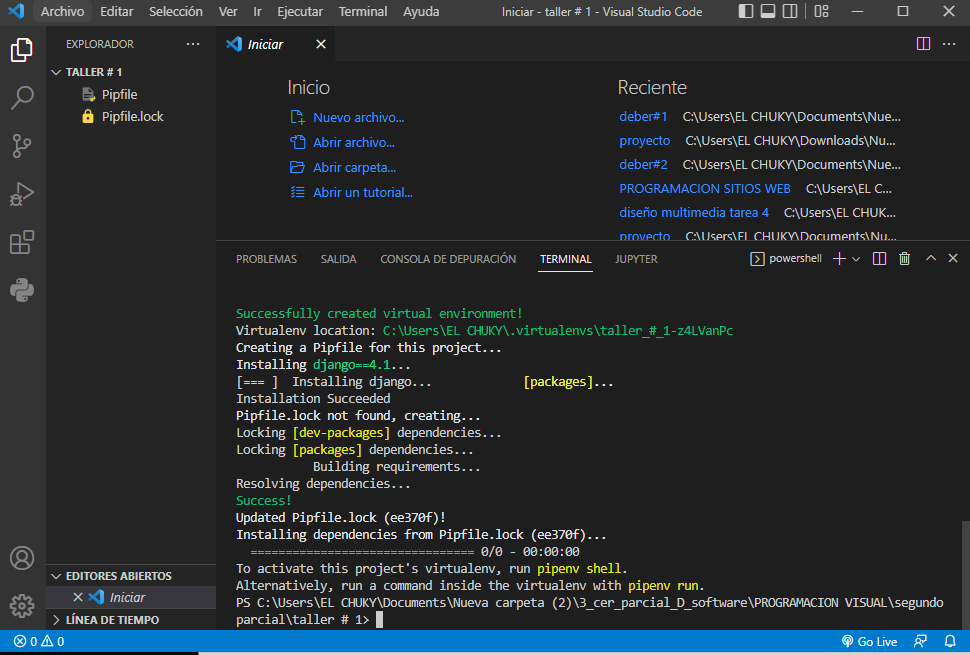 Archivo Editar Selección Ver Ir Ejecutar Terminal Ayuda Iniciar - taller # 1 - Visual Studio Code
EXPLORADOR ...
TALLER # 1
Pipfile
Pipfile.lock
Iniciar
Inicio
Nuevo archivo...
Abrir archivo...
Abrir carpeta...
Abrir un tutorial...
Reciente
deber#1 C:\Users\EL CHUKY\Documents\Nue...
proyecto C:\Users\EL CHUKY\Downloads\Nu...
deber#2 C:\Users\EL CHUKY\Documents\Nue...
PROGRAMACION SITIOS WEB C:\Users\EL C...
diseño multimedia tarea 4 C:\Users\EL CHUK...
proyecto C:\Users\EL CHUKY\Documents\Nu...
PROBLEMAS SALIDA CONSOLA DE DEPURACIÓN TERMINAL JUPYTER powershell
Successfully created virtual environment!
Virtualenv location: C:\Users\EL CHUKY\.virtualenvs\taller_#_1-z4LVanPc
Creating a Pipfile for this project...
Installing django==4.1...
[=== ] Installing django... [packages]...
Installation Succeeded
Pipfile.lock not found, creating...
Locking [dev-packages] dependencies...
Locking [packages] dependencies...
Building requirements...
Resolving dependencies...
Success!
Updated Pipfile.lock (ee370f)!
Installing dependencies from Pipfile.lock (ee370f)...
================================ 0/0 - 00:00:00
To activate this project's virtualenv, run pipenv shell.
Alternatively, run a command inside the virtualenv with pipenv run.
PS C:\Users\EL CHUKY\Documents\Nueva carpeta (2)\3_cer_parcial_D_software\PROGRAMACION VISUAL\segundo
parcial\taller # 1>
EDITORES ABIERTOS
Iniciar
LÍNEA DE TIEMPO
0 0 Go Live